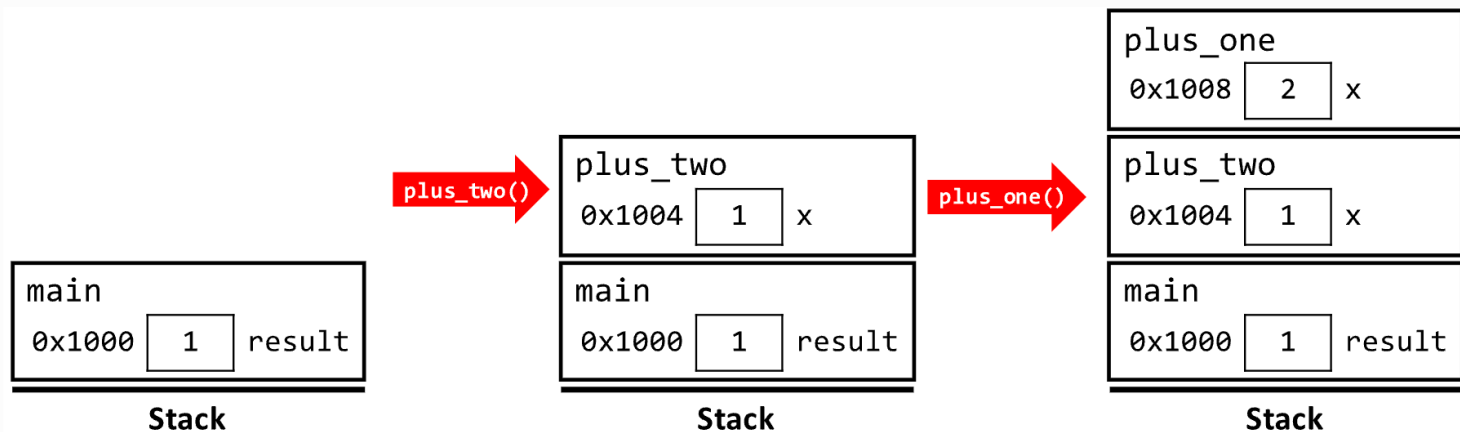 main
0x1000 1 result
Stack
plus_two()
plus_two
0x1004 1 x
main
0x1000 1 result
Stack
plus_one()
plus_one
0x1008 2 x
plus_two
0x1004 1 x
main
0x1000 1 result
Stack